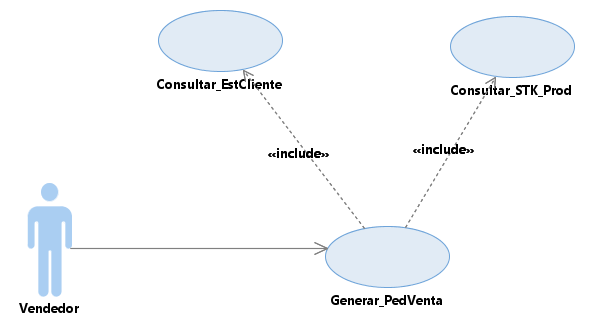 Consultar_EstCliente
Consultar_STK_Prod
«include»
«include»
Vendedor
Generar_PedVenta